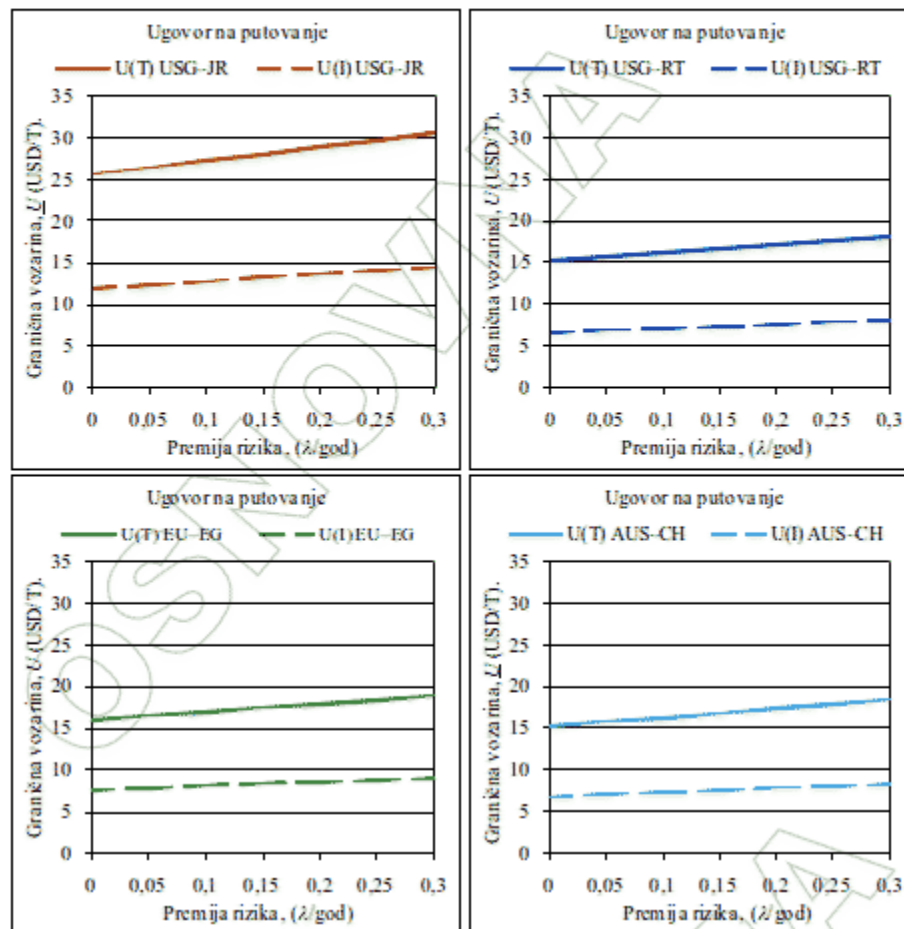 Ugovor na putovanje
U(T) USG-JR U(I) USG-JR
Granična vozarina, U (USD/T).
35
30
25
20
15
10
5
0
0 0,05 0,1 0,15 0,2 0,25 0,3
Premija rizika, (λ/god)
Ugovor na putovanje
U(T) USG-RT U(I) USG-RT
Granična vozarina, U (USD/T).
35
30
25
20
15
10
5
0
0 0,05 0,1 0,15 0,2 0,25 0,3
Premija rizika, (λ/god)
Ugovor na putovanje
U(T) EU-EG U(I) EU-EG
Granična vozarina, U (USD/T).
35
30
25
20
15
10
5
0
0 0,05 0,1 0,15 0,2 0,25 0,3
Premija rizika, (λ/god)
Ugovor na putovanje
U(T) AUS-CH U(I) AUS-CH
Granična vozarina, U (USD/T).
35
30
25
20
15
10
5
0
0 0,05 0,1 0,15 0,2 0,25 0,3
Premija rizika, (λ/god)
OSNOVNA